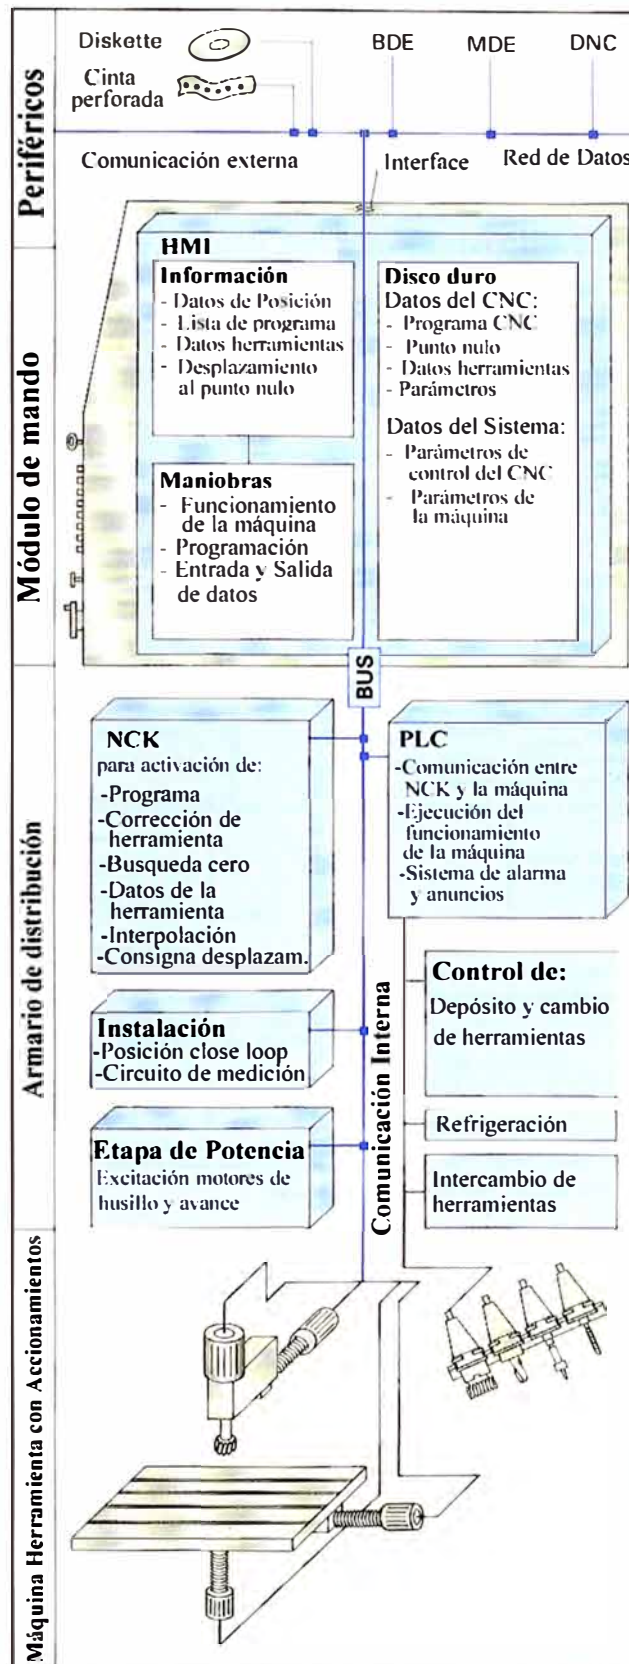 Periféricos
Diskette
Cinta
perforada
BDE
MDE
DNC
Comunicación externa
Interface
Red de Datos
Módulo de mando
HMI
Información
- Datos de Posición
- Lista de programa
- Datos herramientas
- Desplazamiento
al punto nulo
Maniobras
- Funcionamiento
de la máquina
- Programación
- Entrada y Salida
de datos
Disco duro
Datos del CNC:
- Programa CNC
- Punto nulo
- Datos herramientas
- Parámetros
Datos del Sistema:
- Parámetros de
control del CNC
- Parámetros de
la máquina
BUS
Armario de distribución
NCK
para activación de:
-Programa
-Corrección de
herramienta
-Busqueda cero
-Datos de la
herramienta
-Interpolación
-Consigna desplazam.
PLC
-Comunicación entre
NCK y la máquina
-Ejecución del
funcionamiento
de la máquina
-Sistema de alarma
y anuncios
Instalación
-Posición close loop
-Circuito de medición
Etapa de Potencia
Excitación motores de
husillo y avance
Comunicación Interna
Control de:
Depósito y cambio
de herramientas
Refrigeración
Intercambio de
herramientas
Máquina Herramienta con Accionamientos